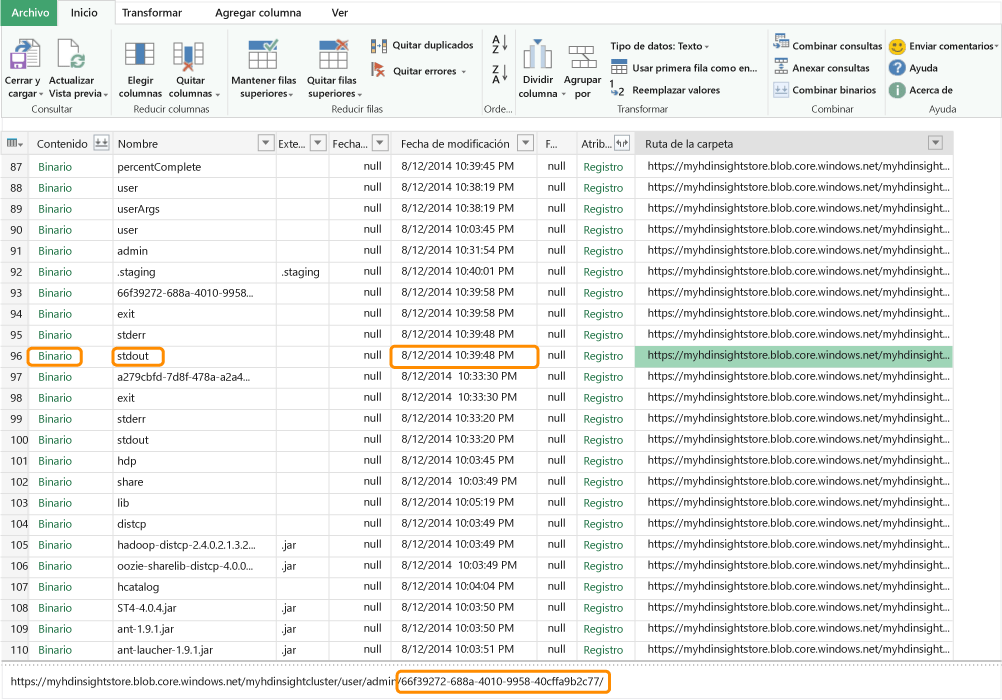 Archivo Inicio Transformar Agregar columna Ver
Cerrar y cargar
Actualizar Vista previa
Consultar
Elegir columnas
Quitar columnas
Reducir columnas
Mantener filas superiores
Quitar filas superiores
Quitar duplicados
Quitar errores
Reducir filas
A Z
Z A
Orde...
Dividir columna
Agrupar por
Tipo de datos: Texto
Usar primera fila como en...
1 2 Reemplazar valores
Transformar
Combinar consultas
Anexar consultas
Combinar binarios
Combinar
Enviar comentarios
Ayuda
Acerca de
Ayuda
Contenido Nombre Exte... Fecha... Fecha de modificación F... Atrib... Ruta de la carpeta
87 Binario percentComplete null 8/12/2014 10:39:45 PM null Registro https://myhdinsightstore.blob.core.windows.net/myhdinsight...
88 Binario user null 8/12/2014 10:38:19 PM null Registro https://myhdinsightstore.blob.core.windows.net/myhdinsight...
89 Binario userArgs null 8/12/2014 10:38:19 PM null Registro https://myhdinsightstore.blob.core.windows.net/myhdinsight...
90 Binario user null 8/12/2014 10:03:45 PM null Registro https://myhdinsightstore.blob.core.windows.net/myhdinsight...
91 Binario admin null 8/12/2014 10:31:54 PM null Registro https://myhdinsightstore.blob.core.windows.net/myhdinsight...
92 Binario .staging .staging null 8/12/2014 10:40:01 PM null Registro https://myhdinsightstore.blob.core.windows.net/myhdinsight...
93 Binario 66f39272-688a-4010-9958... null 8/12/2014 10:39:58 PM null Registro https://myhdinsightstore.blob.core.windows.net/myhdinsight...
94 Binario exit null 8/12/2014 10:39:58 PM null Registro https://myhdinsightstore.blob.core.windows.net/myhdinsight...
95 Binario stderr null 8/12/2014 10:39:48 PM null Registro https://myhdinsightstore.blob.core.windows.net/myhdinsight...
96 Binario stdout null 8/12/2014 10:39:48 PM null Registro https://myhdinsightstore.blob.core.windows.net/myhdinsight...
97 Binario a279cbfd-7d8f-478a-a2a4... null 8/12/2014 10:33:30 PM null Registro https://myhdinsightstore.blob.core.windows.net/myhdinsight...
98 Binario exit null 8/12/2014 10:33:30 PM null Registro https://myhdinsightstore.blob.core.windows.net/myhdinsight...
99 Binario stderr null 8/12/2014 10:33:20 PM null Registro https://myhdinsightstore.blob.core.windows.net/myhdinsight...
100 Binario stdout null 8/12/2014 10:33:20 PM null Registro https://myhdinsightstore.blob.core.windows.net/myhdinsight...
101 Binario hdp null 8/12/2014 10:03:45 PM null Registro https://myhdinsightstore.blob.core.windows.net/myhdinsight...
102 Binario share null 8/12/2014 10:03:49 PM null Registro https://myhdinsightstore.blob.core.windows.net/myhdinsight...
103 Binario lib null 8/12/2014 10:05:19 PM null Registro https://myhdinsightstore.blob.core.windows.net/myhdinsight...
104 Binario distcp null 8/12/2014 10:03:49 PM null Registro https://myhdinsightstore.blob.core.windows.net/myhdinsight...
105 Binario hadoop-distcp-2.4.0.2.1.3.2... .jar null 8/12/2014 10:03:49 PM null Registro https://myhdinsightstore.blob.core.windows.net/myhdinsight...
106 Binario oozie-sharelib-distcp-4.0.0... .jar null 8/12/2014 10:03:49 PM null Registro https://myhdinsightstore.blob.core.windows.net/myhdinsight...
107 Binario hcatalog null 8/12/2014 10:04:04 PM null Registro https://myhdinsightstore.blob.core.windows.net/myhdinsight...
108 Binario ST4-4.0.4.jar .jar null 8/12/2014 10:03:50 PM null Registro https://myhdinsightstore.blob.core.windows.net/myhdinsight...
109 Binario ant-1.9.1.jar .jar null 8/12/2014 10:03:50 PM null Registro https://myhdinsightstore.blob.core.windows.net/myhdinsight...
110 Binario ant-laucher-1.9.1.jar .jar null 8/12/2014 10:03:51 PM null Registro https://myhdinsightstore.blob.core.windows.net/myhdinsight...
https://myhdinsightstore.blob.core.windows.net/myhdinsightcluster/user/admin/66f39272-688a-4010-9958-40cffa9b2c77/